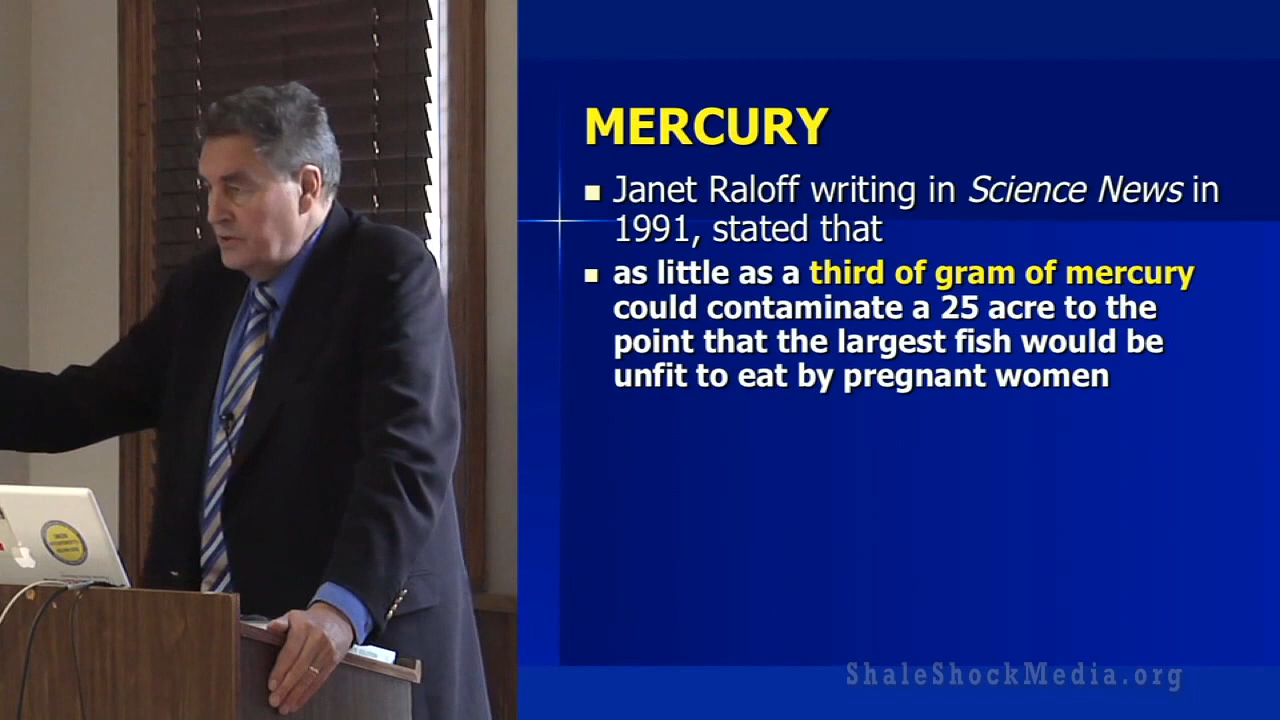 MERCURY
Janet Raloff writing in Science News in
1991, stated that
as little as a third of gram of mercury
could contaminate a 25 acre to the
point that the largest fish would be
unfit to eat by pregnant women
ShaleShockMedia.org